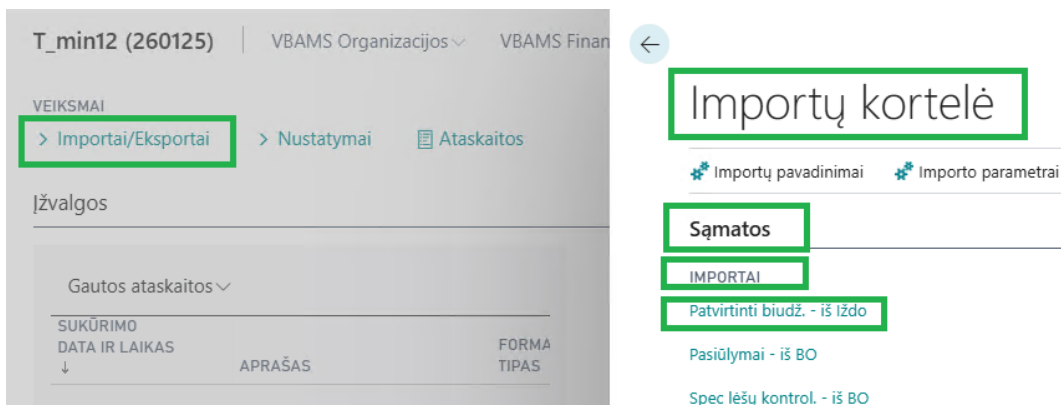 T_min12 (260125) VBAMS Organizacijos VBAMS Finan
VEIKSMAI
> Importai/Eksportai > Nustatymai Ataskaitos
Įžvalgos
Gautos ataskaitos
SUKŪRIMO
DATA IR LAIKAS
↓ APRAŠAS
FORMA
TIPAS
Importų kortelė
Importų pavadinimai Importo parametrai
Sąmatos
IMPORTAI
Patvirtinti biudž. - iš Iždo
Pasiūlymai - iš BO
Spec lėšų kontrol. - iš BO